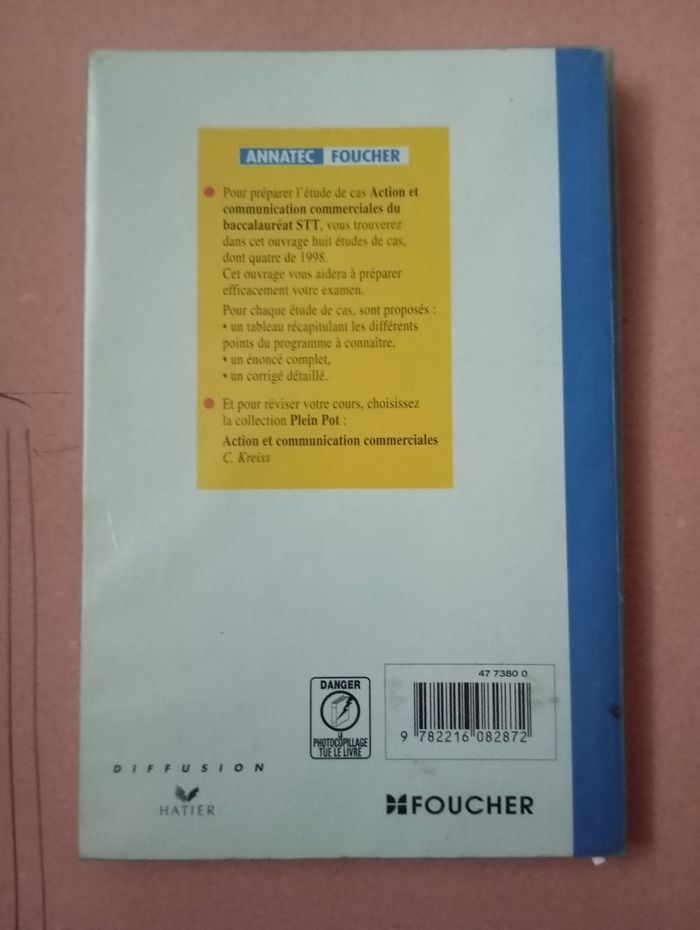 ANNATEC FOUCHER
Pour préparer l'étude de cas Action et
communication commerciales du
baccalauréat STT, vous trouverez
dans cet ouvrage huit études de cas,
dont quatre de 1998.
Cet ouvrage vous aidera à préparer
efficacement votre examen.
Pour chaque étude de cas, sont proposés :
• un tableau récapitulant les différents
points du programme à connaître,
• un énoncé complet,
• un corrigé détaillé.
Et pour réviser votre cours, choisissez
la collection Plein Pot :
Action et communication commerciales
C. Kreiss
47 7380 0
9 782216 082872
DANGER
LE
PHOTOCOPILLAGE
TUE LE LIVRE
DIFFUSION
HATIER
FOUCHER